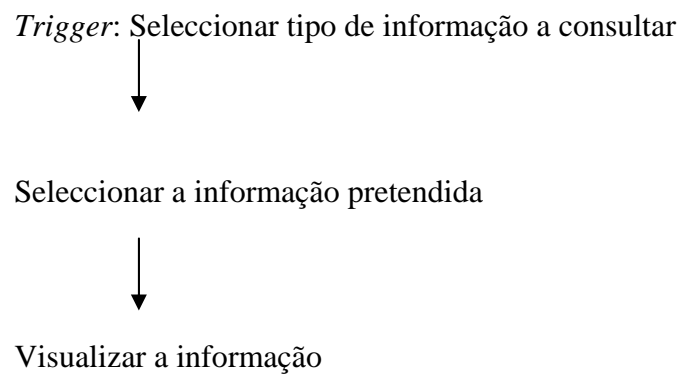 Trigger: Seleccionar tipo de informação a consultar
Seleccionar a informação pretendida
Visualizar a informação